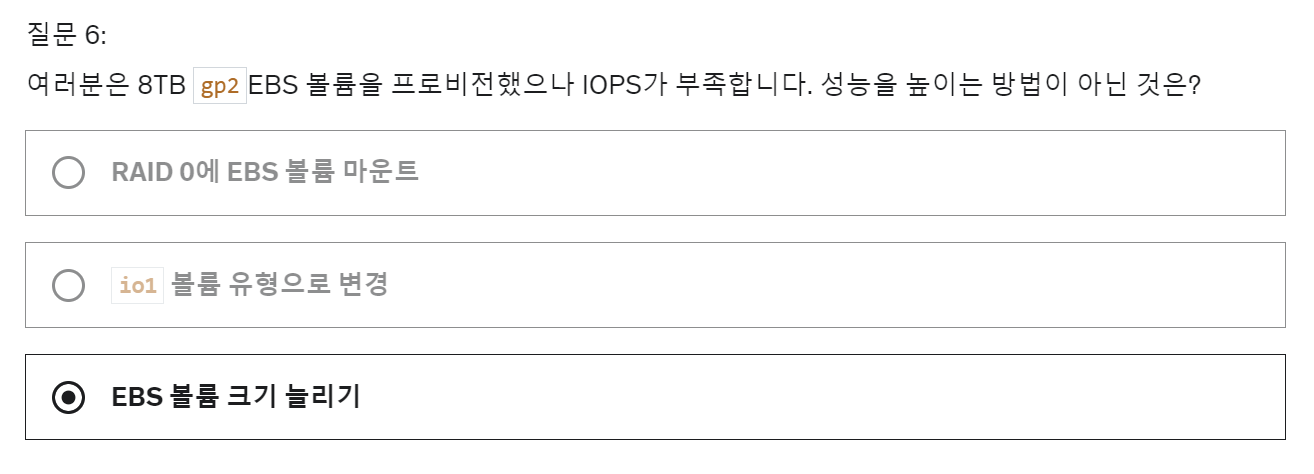 질문 6:
여러분은 8TB gp2 EBS 볼륨을 프로비전했으나 IOPS가 부족합니다. 성능을 높이는 방법이 아닌 것은?
RAID 0에 EBS 볼륨 마운트
io1 볼륨 유형으로 변경
EBS 볼륨 크기 늘리기